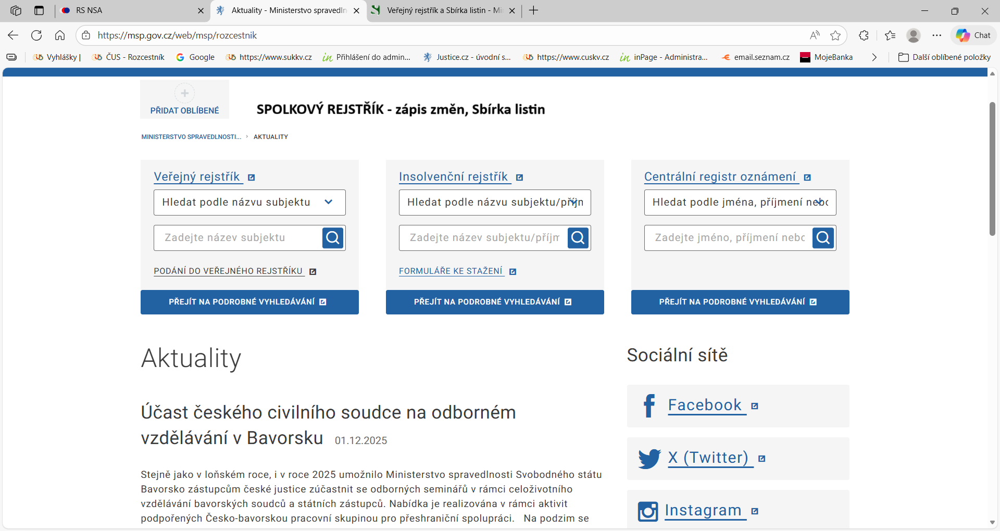 RS NSA
Aktuality - Ministerstvo spravedln
Veřejný rejstřík a Sbírka listin - Mi
https://msp.gov.cz/web/msp/rozcestnik
Chat
Vyhlášky |
ČUS - Rozcestník
Google
https://www.sukkv.cz
Přihlášení do admin...
Justice.cz - úvodní s...
https://www.cuskv.cz
inPage - Administra...
email.seznam.cz
MojeBanka
Další oblíbené položky
PŘIDAT OBLÍBENÉ
SPOLKOVÝ REJSTŘÍK - zápis změn, Sbírka listin
MINISTERSTVO SPRAVEDLNOSTI... › AKTUALITY
Veřejný rejstřík
Hledat podle názvu subjektu
Zadejte název subjektu
PODÁNÍ DO VEŘEJNÉHO REJSTŘÍKU
PŘEJÍT NA PODROBNÉ VYHLEDÁVÁNÍ
Insolvenční rejstřík
Hledat podle názvu subjektu/příjn
Zadejte název subjektu/příjm
FORMULÁŘE KE STAŽENÍ
PŘEJÍT NA PODROBNÉ VYHLEDÁVÁNÍ
Centrální registr oznámení
Hledat podle jména, příjmení nebo
Zadejte jméno, příjmení nebo
PŘEJÍT NA PODROBNÉ VYHLEDÁVÁNÍ
Aktuality
Účast českého civilního soudce na odborném
vzdělávání v Bavorsku 01.12.2025
Stejně jako v loňském roce, i v roce 2025 umožnilo Ministerstvo spravedlnosti Svobodného státu
Bavorsko zástupcům české justice zúčastnit se odborných seminářů v rámci celoživotního
vzdělávání bavorských soudců a státních zástupců. Nabídka je realizována v rámci aktivit
podpořených Česko-bavorskou pracovní skupinou pro přeshraniční spolupráci. Na podzim se
Sociální sítě
Facebook
X (Twitter)
Instagram